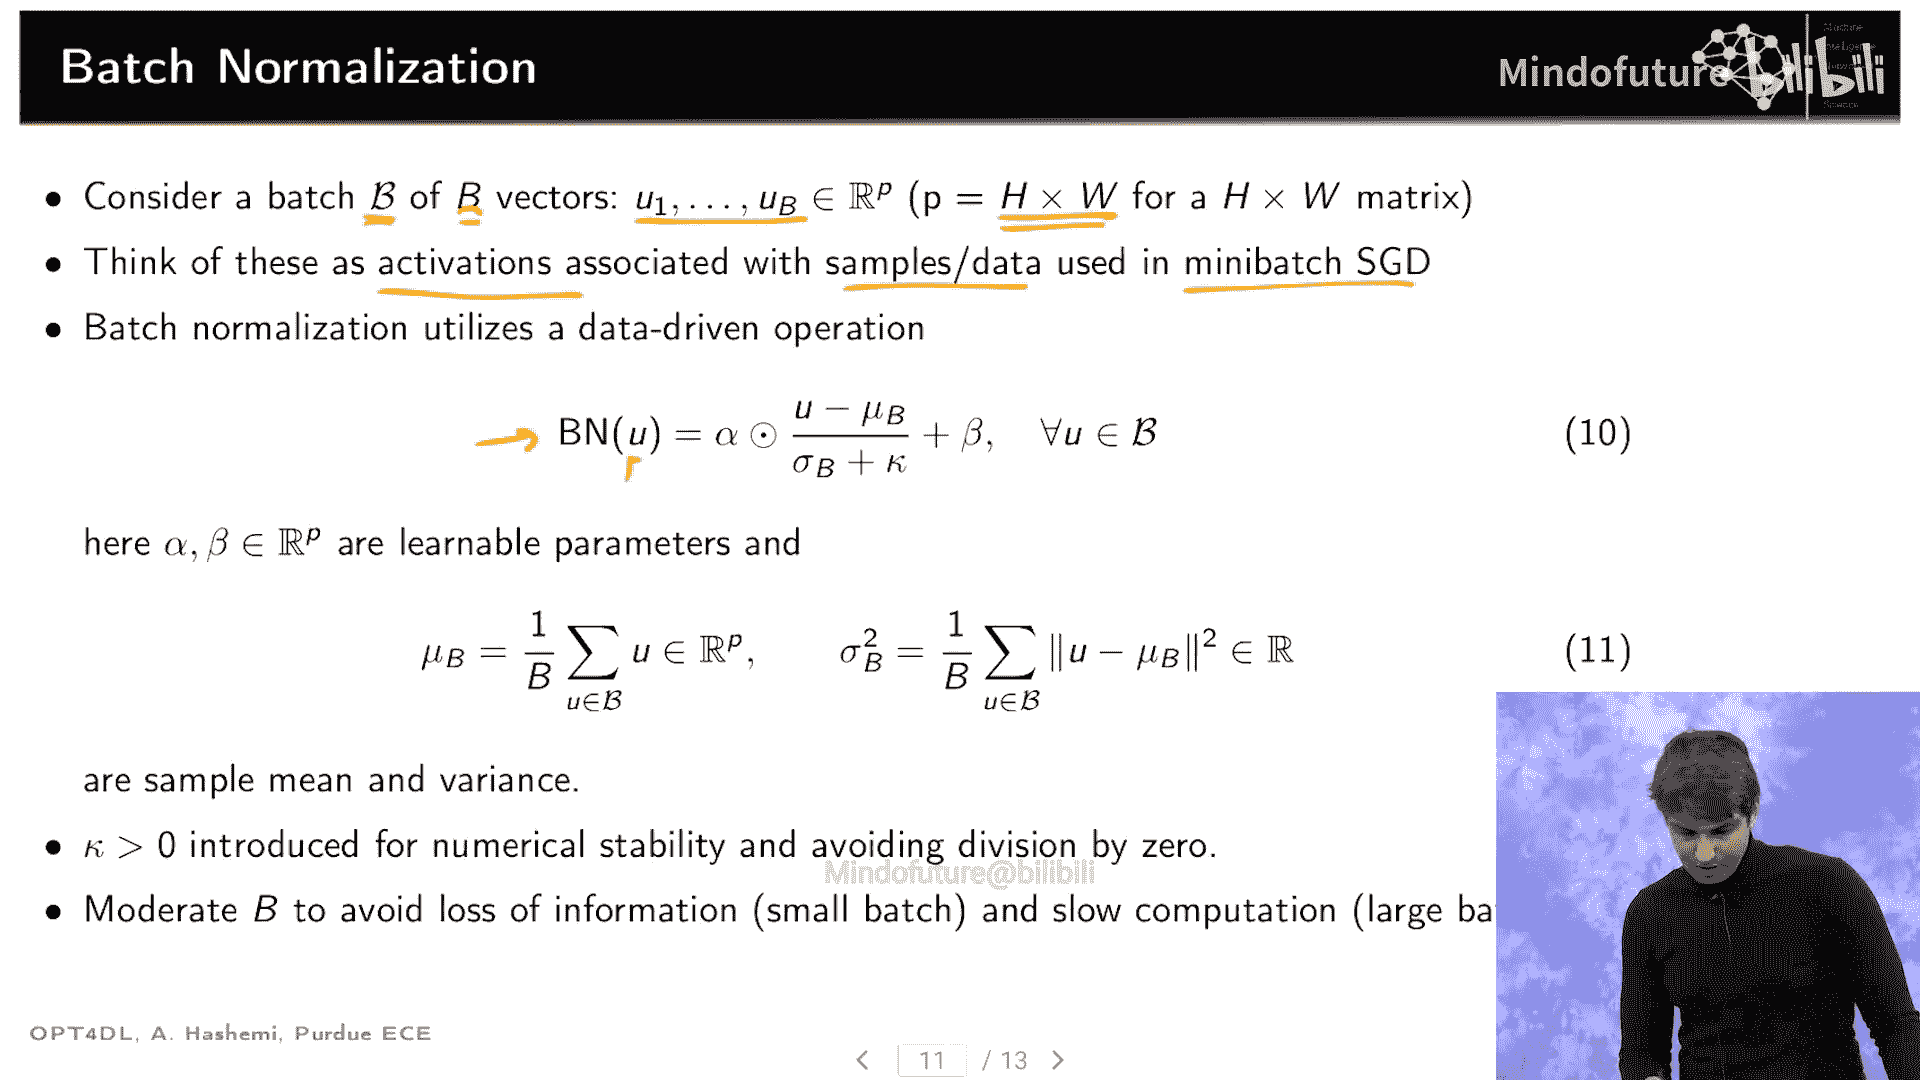 Batch Normalization
Mindofuture bilibili
Machine
Intelligence
Science
• Consider a batch ℬ of B vectors: u₁, . . . , u_B ∈ ℝᵖ (p = H × W for a H × W matrix)
• Think of these as activations associated with samples/data used in minibatch SGD
• Batch normalization utilizes a data-driven operation
BN(u) = α ⊙ (u − μ_B)/(σ_B + κ) + β, ∀u ∈ ℬ (10)
here α, β ∈ ℝᵖ are learnable parameters and
μ_B = 1/B ∑_{u∈ℬ} u ∈ ℝᵖ, σ²_B = 1/B ∑_{u∈ℬ} ‖u − μ_B‖² ∈ ℝ (11)
are sample mean and variance.
• κ > 0 introduced for numerical stability and avoiding division by zero.
Mindofuture@bilibili
• Moderate B to avoid loss of information (small batch) and slow computation (large ba
OPT4DL, A. Hashemi, Purdue ECE
11 / 13